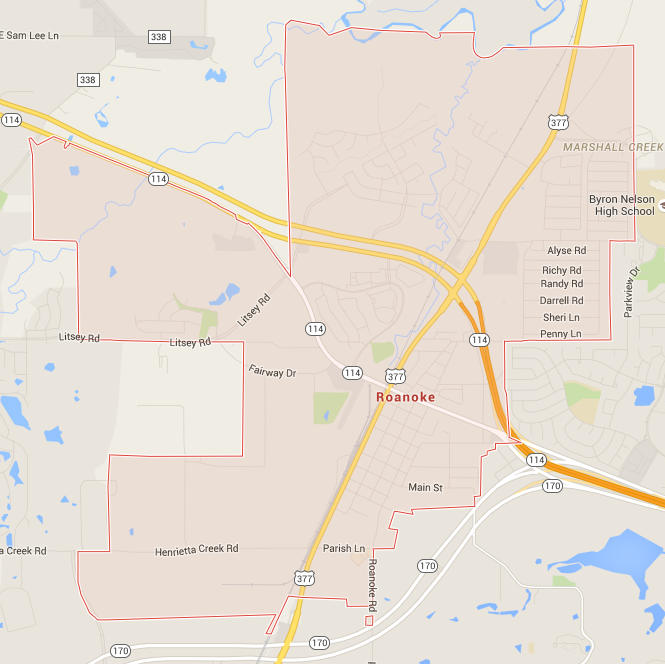 E Sam Lee Ln
338
338
114
377
MARSHALL CREEK
114
Byron Nelson
High School
Alyse Rd
Richy Rd
Randy Rd
Parkview Dr
Darrell Rd
Litsey Rd
Sheri Ln
114
Penny Ln
Litsey Rd
Litsey Rd
114
Fairway Dr
114
377
Roanoke
114
Main St
170
a Creek Rd
Henrietta Creek Rd
Parish Ln
Roanoke Rd
170
377
170
170